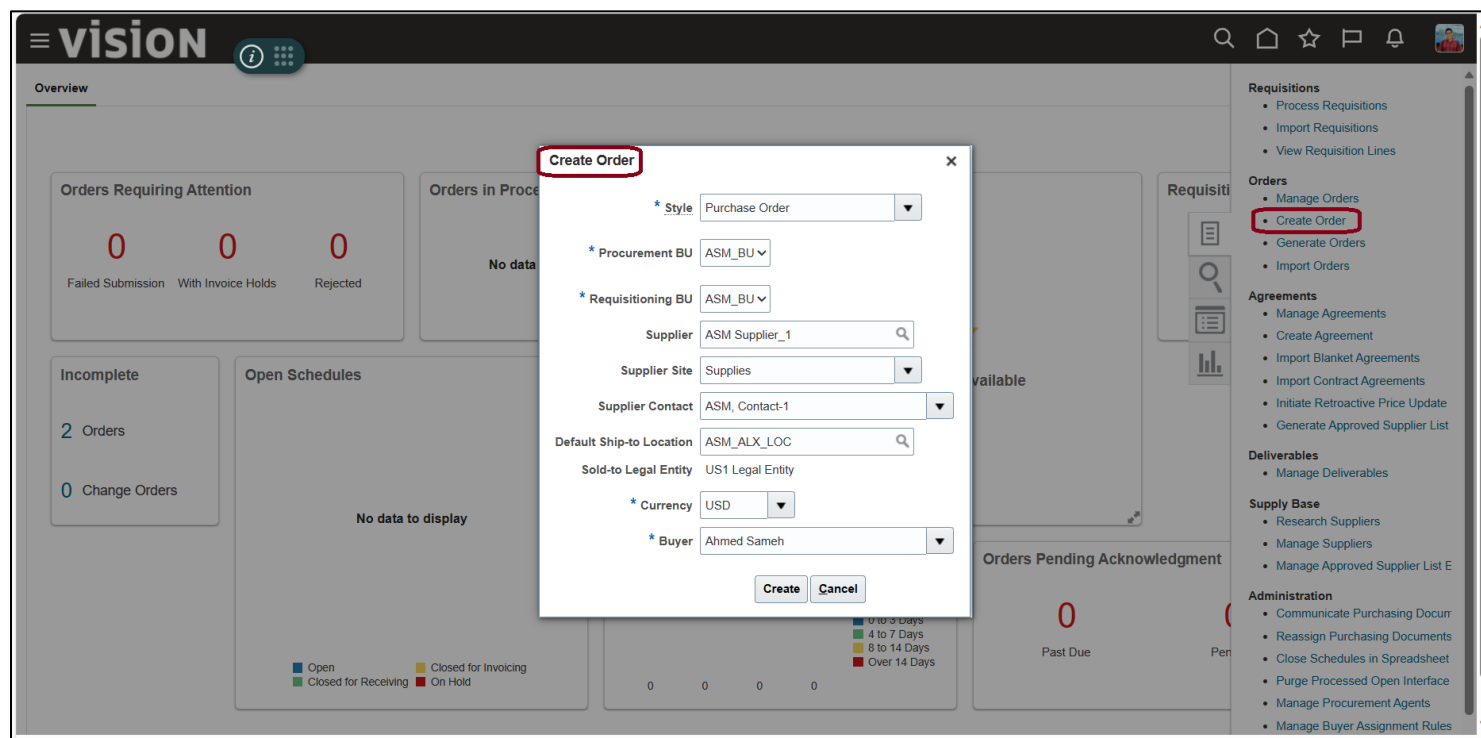 vision
Overview
Orders Requiring Attention
0 0 0
Failed Submission With Invoice Holds Rejected
Orders in Proce
No data
Incomplete
2 Orders
0 Change Orders
Open Schedules
No data to display
Open
Closed for Invoicing
Closed for Receiving
On Hold
Create Order
* Style Purchase Order
* Procurement BU ASM_BU
* Requisitioning BU ASM_BU
Supplier ASM Supplier_1
Supplier Site Supplies
Supplier Contact ASM, Contact-1
Default Ship-to Location ASM_ALX_LOC
Sold-to Legal Entity US1 Legal Entity
* Currency USD
* Buyer Ahmed Sameh
Create Cancel
vailable
0 to 3 Days
4 to 7 Days
8 to 14 Days
Over 14 Days
0 0 0 0
Orders Pending Acknowledgment
0
Past Due
Pen
Requisiti
Requisitions
Process Requisitions
Import Requisitions
View Requisition Lines
Orders
Manage Orders
Create Order
Generate Orders
Import Orders
Agreements
Manage Agreements
Create Agreement
Import Blanket Agreements
Import Contract Agreements
Initiate Retroactive Price Update
Generate Approved Supplier List
Deliverables
Manage Deliverables
Supply Base
Research Suppliers
Manage Suppliers
Manage Approved Supplier List E
Administration
Communicate Purchasing Docum
Reassign Purchasing Documents
Close Schedules in Spreadsheet
Purge Processed Open Interface
Manage Procurement Agents
Manage Buyer Assignment Rules